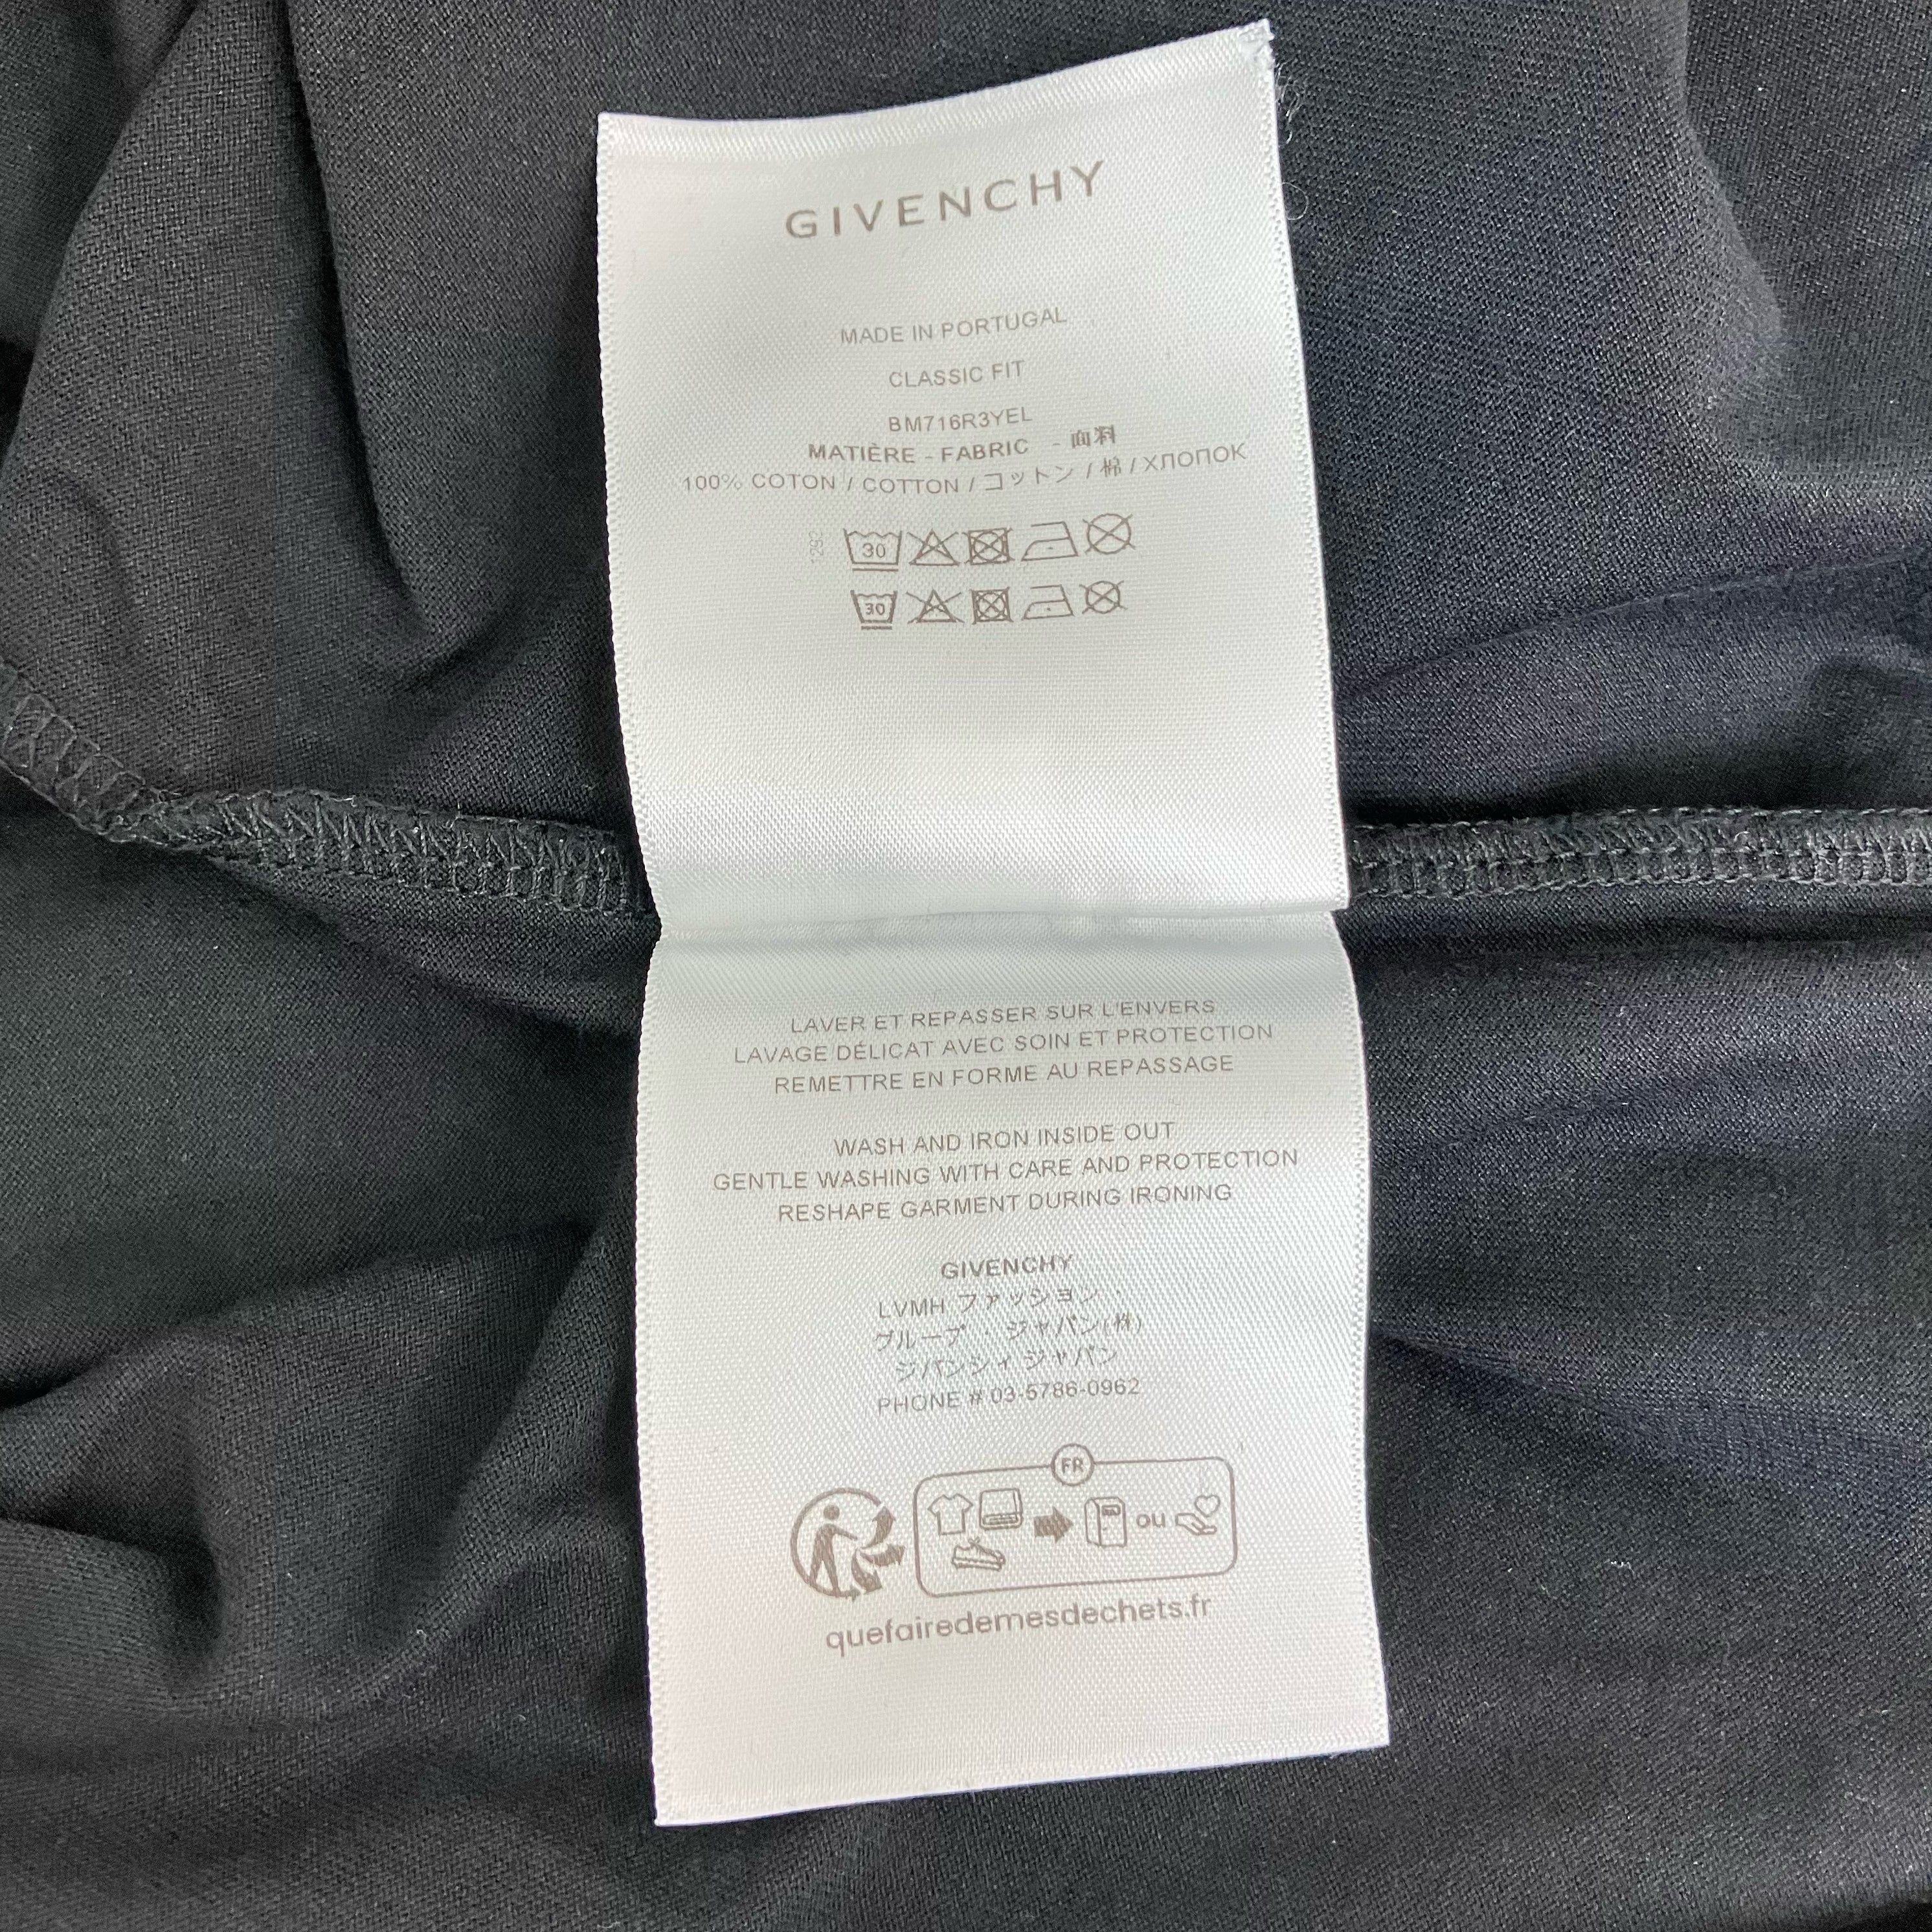 GIVENCHY
MADE IN PORTUGAL
CLASSIC FIT
BM716R3YEL
MATIÈRE - FABRIC - 面料
100% COTON / COTTON / コットン / 棉 / ХЛОПОК
30
30
LAVER ET REPASSER SUR L'ENVERS
LAVAGE DÉLICAT AVEC SOIN ET PROTECTION
REMETTRE EN FORME AU REPASSAGE
WASH AND IRON INSIDE OUT
GENTLE WASHING WITH CARE AND PROTECTION
RESHAPE GARMENT DURING IRONING
GIVENCHY
LVMH ファッション ·
グループ · ジャパン(株)
ジバンシィ ジャパン
PHONE # 03-5786-0962
FR
ou
quefairedemesdechets.fr